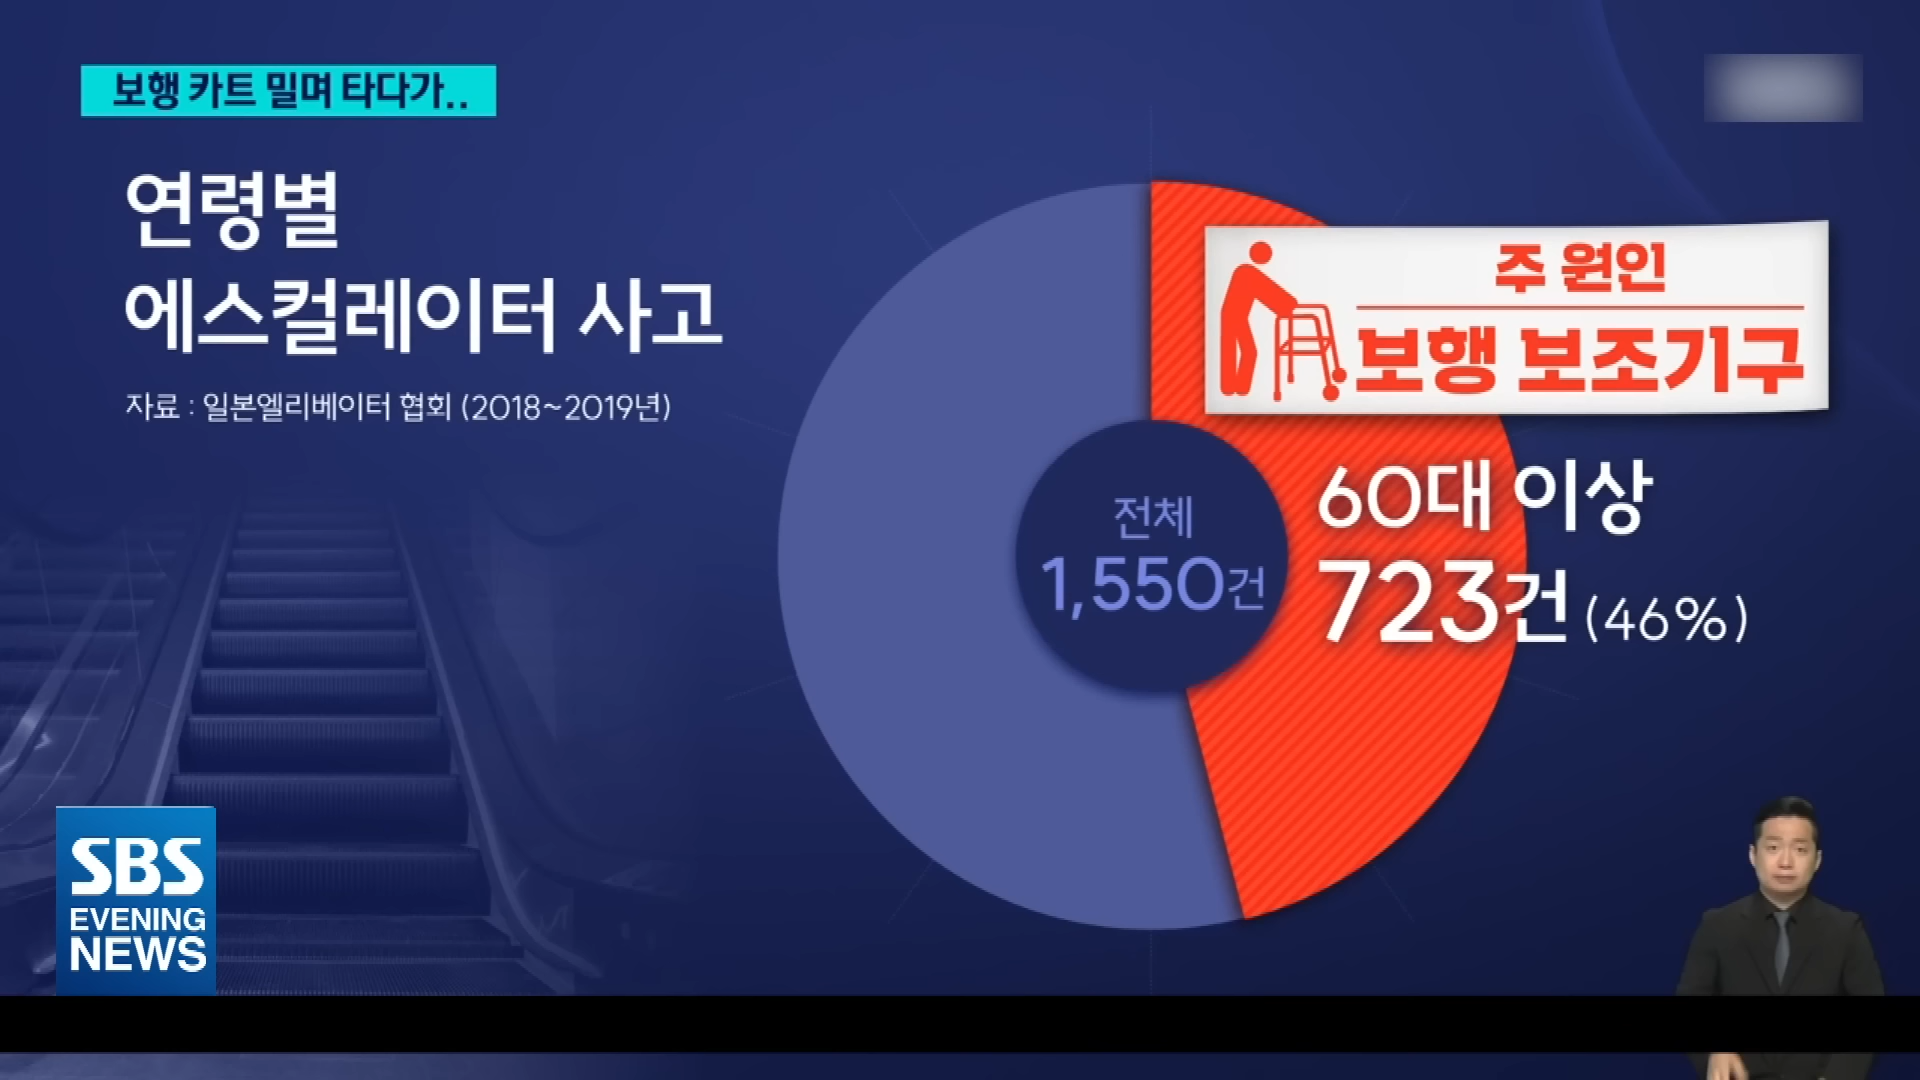 보행 카트 밀며 타다가..
연령별
에스컬레이터 사고
자료 : 일본엘리베이터 협회 (2018~2019년)
주 원인
보행 보조기구
60대 이상
723건 (46%)
전체
1,550건
SBS
EVENING
NEWS